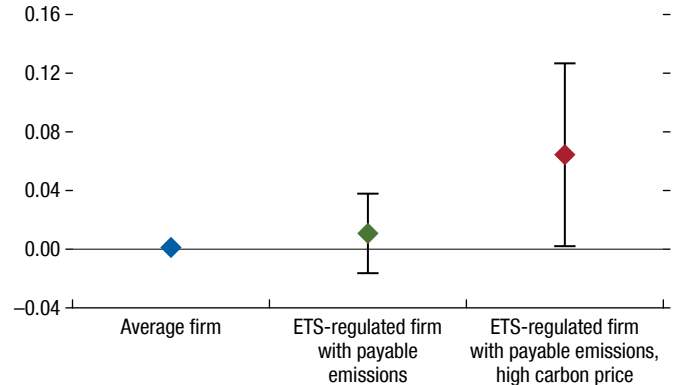 0.16
0.12
0.08
0.04
0.00
–0.04
Average firm
ETS-regulated firm
with payable
emissions
ETS-regulated firm
with payable emissions,
high carbon price